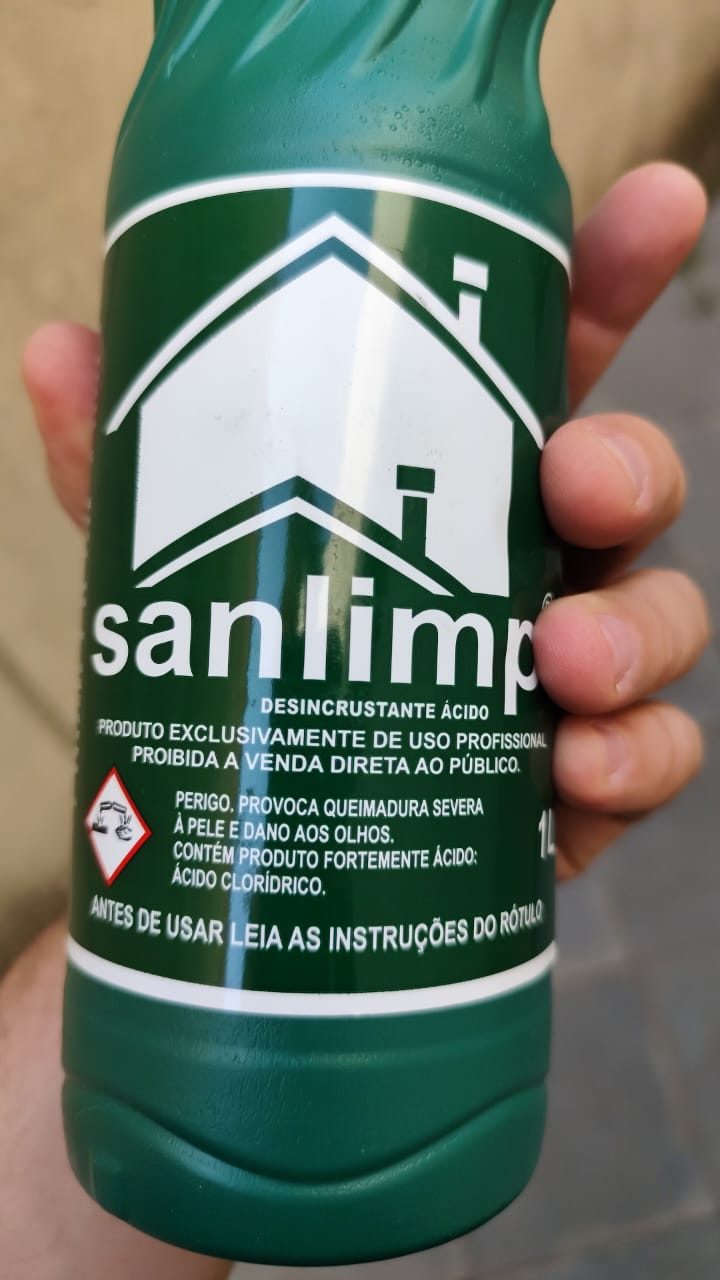 sanlimp
DESINCRUSTANTE ÁCIDO
PRODUTO EXCLUSIVAMENTE DE USO PROFISSIONAL
PROIBIDA A VENDA DIRETA AO PÚBLICO.
PERIGO. PROVOCA QUEIMADURA SEVERA
À PELE E DANO AOS OLHOS.
CONTÉM PRODUTO FORTEMENTE ÁCIDO:
ÁCIDO CLORÍDRICO.
1L
ANTES DE USAR LEIA AS INSTRUÇÕES DO RÓTULO